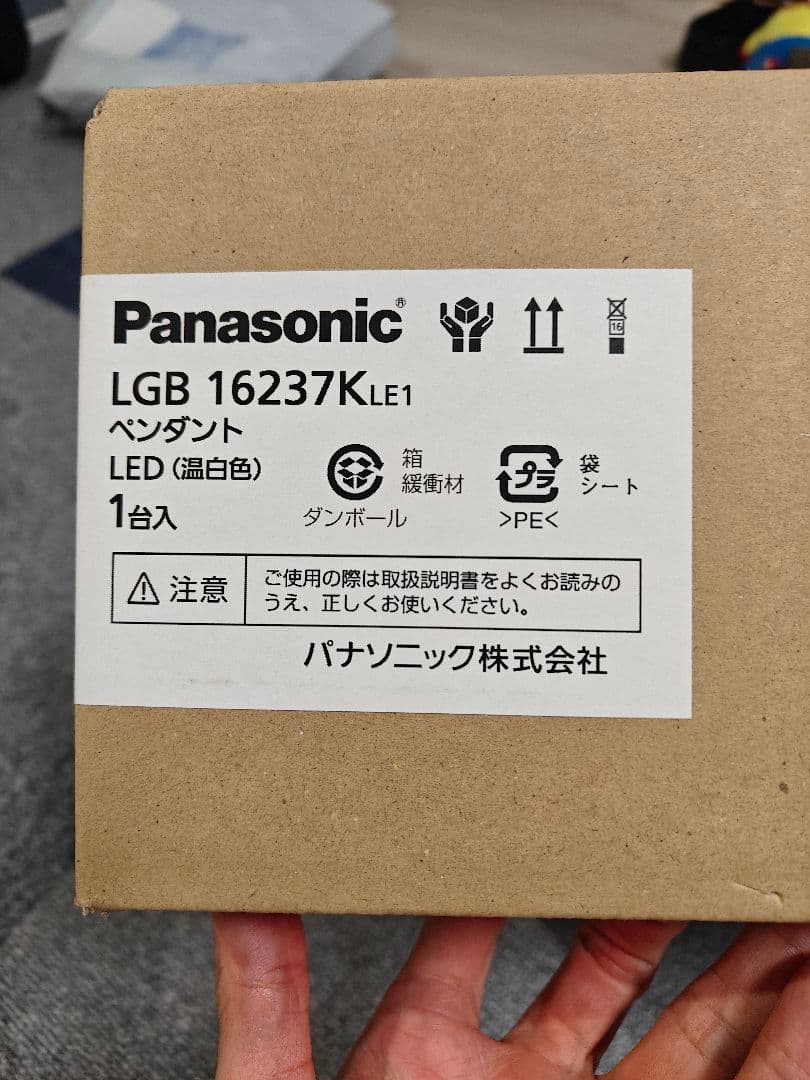 Panasonic®
16
LGB 16237KLE1
ペンダント
LED（温白色）
1台入
箱
緩衝材
ダンボール
プラ
袋
シート
>PE<
注意
ご使用の際は取扱説明書をよくお読みの
うえ、正しくお使いください。
パナソニック株式会社